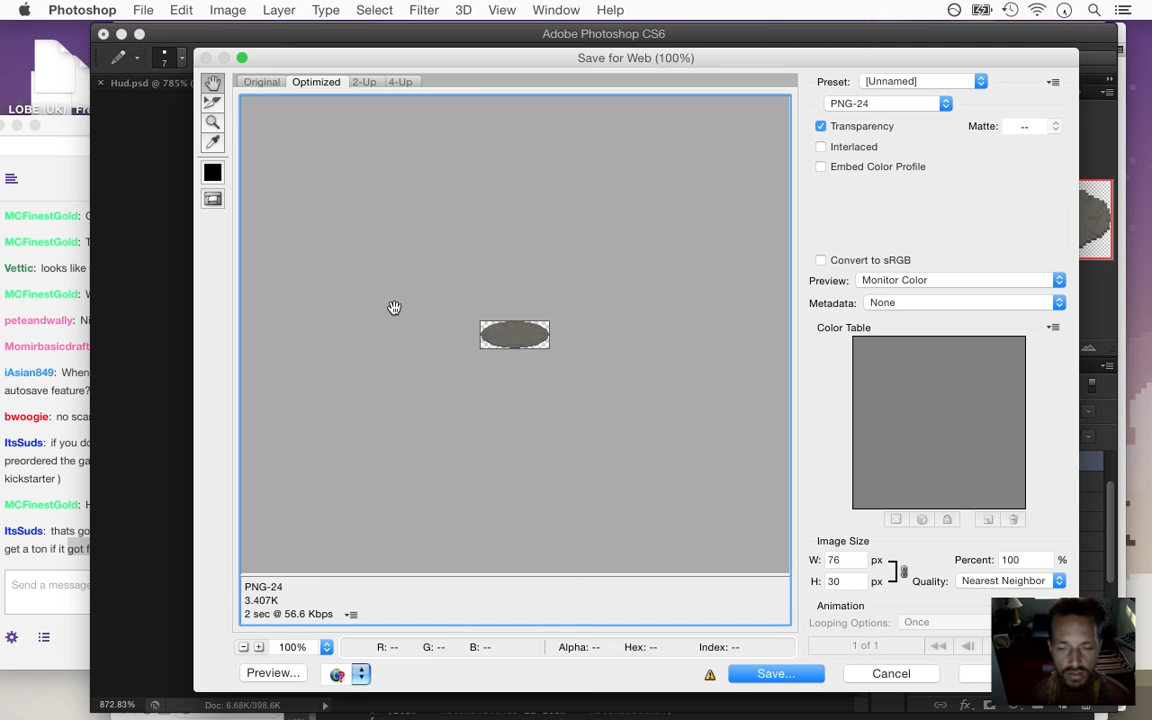 Photoshop File Edit Image Layer Type Select Filter 3D View Window Help
Adobe Photoshop CS6
Save for Web (100%)
Hud.psd @ 785% (
Original Optimized 2-Up 4-Up
Preset: [Unnamed]
PNG-24
Transparency Matte: --
Interlaced
Embed Color Profile
Convert to sRGB
Preview: Monitor Color
Metadata: None
Color Table
Image Size
W: 76 px Percent: 100 %
H: 30 px Quality: Nearest Neighbor
Animation
Looping Options: Once
1 of 1
7
LOBE (UK)
MCFinestGold:
MCFinestGold:
Vettic: looks like
MCFinestGold:
peteandwally:
Momirbasicdraft
iAsian849: When
autosave feature?
bwoogie: no
ItsSuds: if you
preordered the
kickstarter )
MCFinestGold:
ItsSuds: thats
get a ton if it got
Send a message
PNG-24
3.407K
2 sec @ 56.6 Kbps
100% R: -- G: -- B: -- Alpha: -- Hex: -- Index: --
Preview... Save... Cancel
872.83% Doc: 6.68K/398.6K